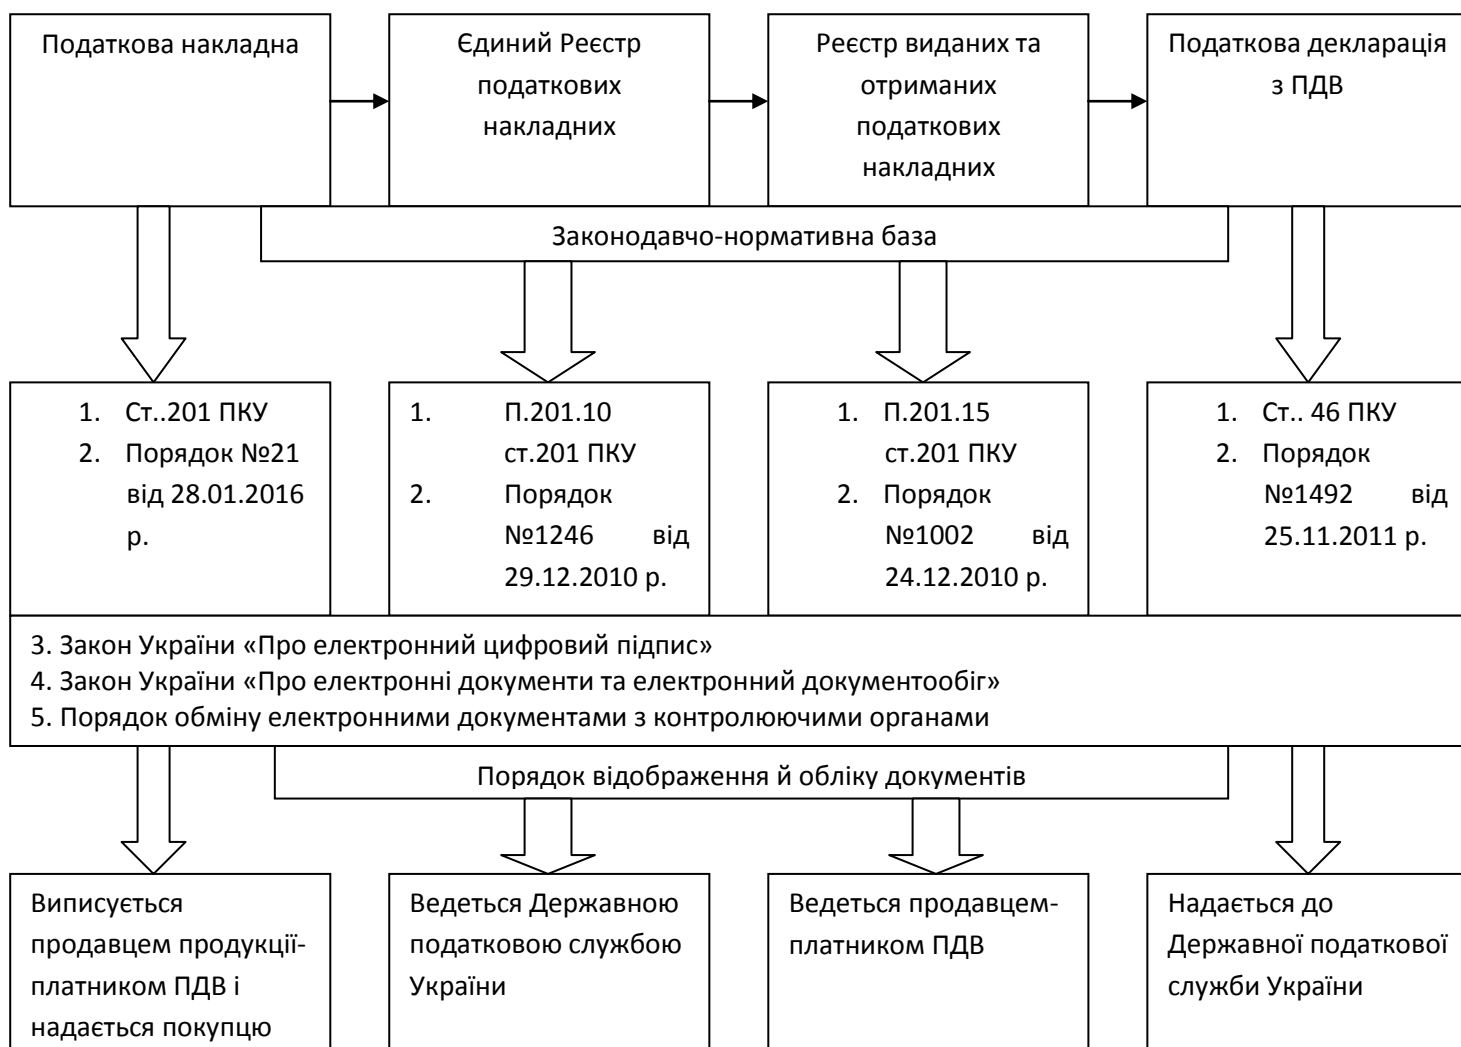 Податкова накладна
Єдиний Реєстр
податкових
накладних
Реєстр виданих та
отриманих
податкових
накладних
Податкова декларація
з ПДВ
Законодавчо-нормативна база
1. Ст..201 ПКУ
2. Порядок №21
від 28.01.2016
р.
1. П.201.10
ст.201 ПКУ
2. Порядок
№1246 від
29.12.2010 р.
1. П.201.15
ст.201 ПКУ
2. Порядок
№1002 від
24.12.2010 р.
1. Ст.. 46 ПКУ
2. Порядок
№1492 від
25.11.2011 р.
3. Закон України «Про електронний цифровий підпис»
4. Закон України «Про електронні документи та електронний документообіг»
5. Порядок обміну електронними документами з контролюючими органами
Порядок відображення й обліку документів
Виписується
продавцем продукції-
платником ПДВ і
надається покупцю
Ведеться Державною
податковою службою
України
Ведеться продавцем-
платником ПДВ
Надається до
Державної податкової
служби України